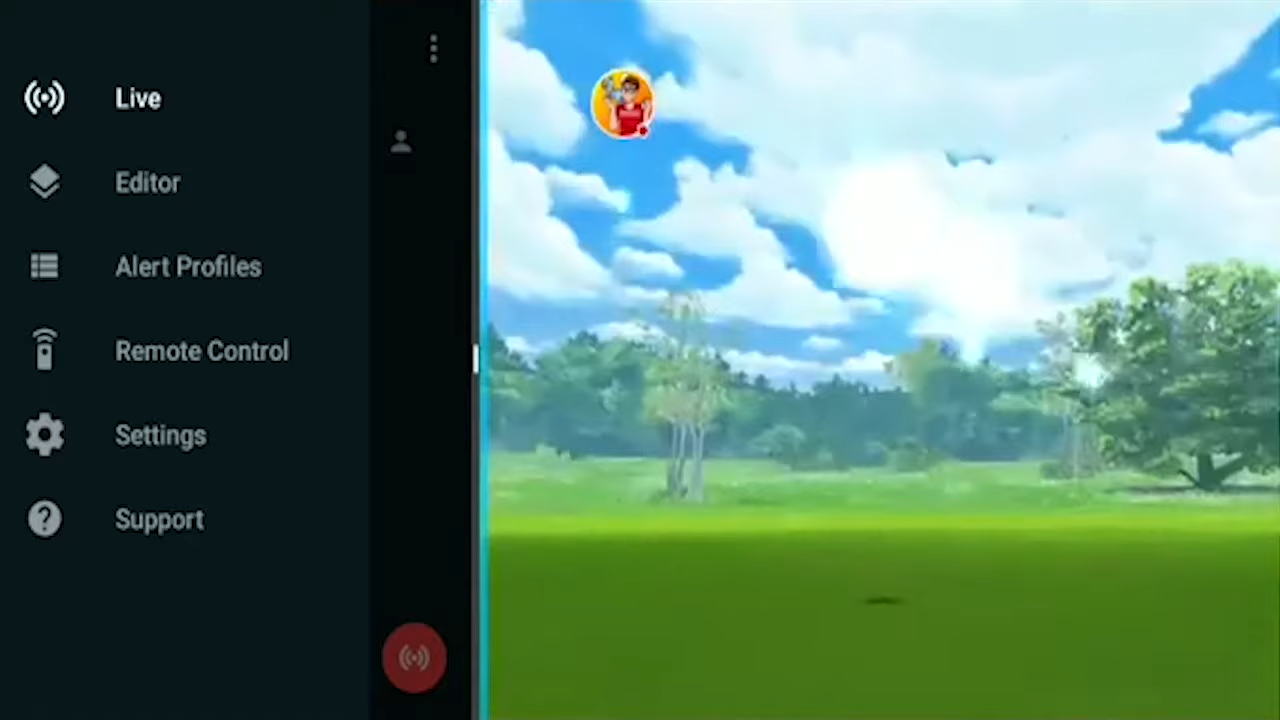 Live
Editor
Alert Profiles
Remote Control
Settings
Support